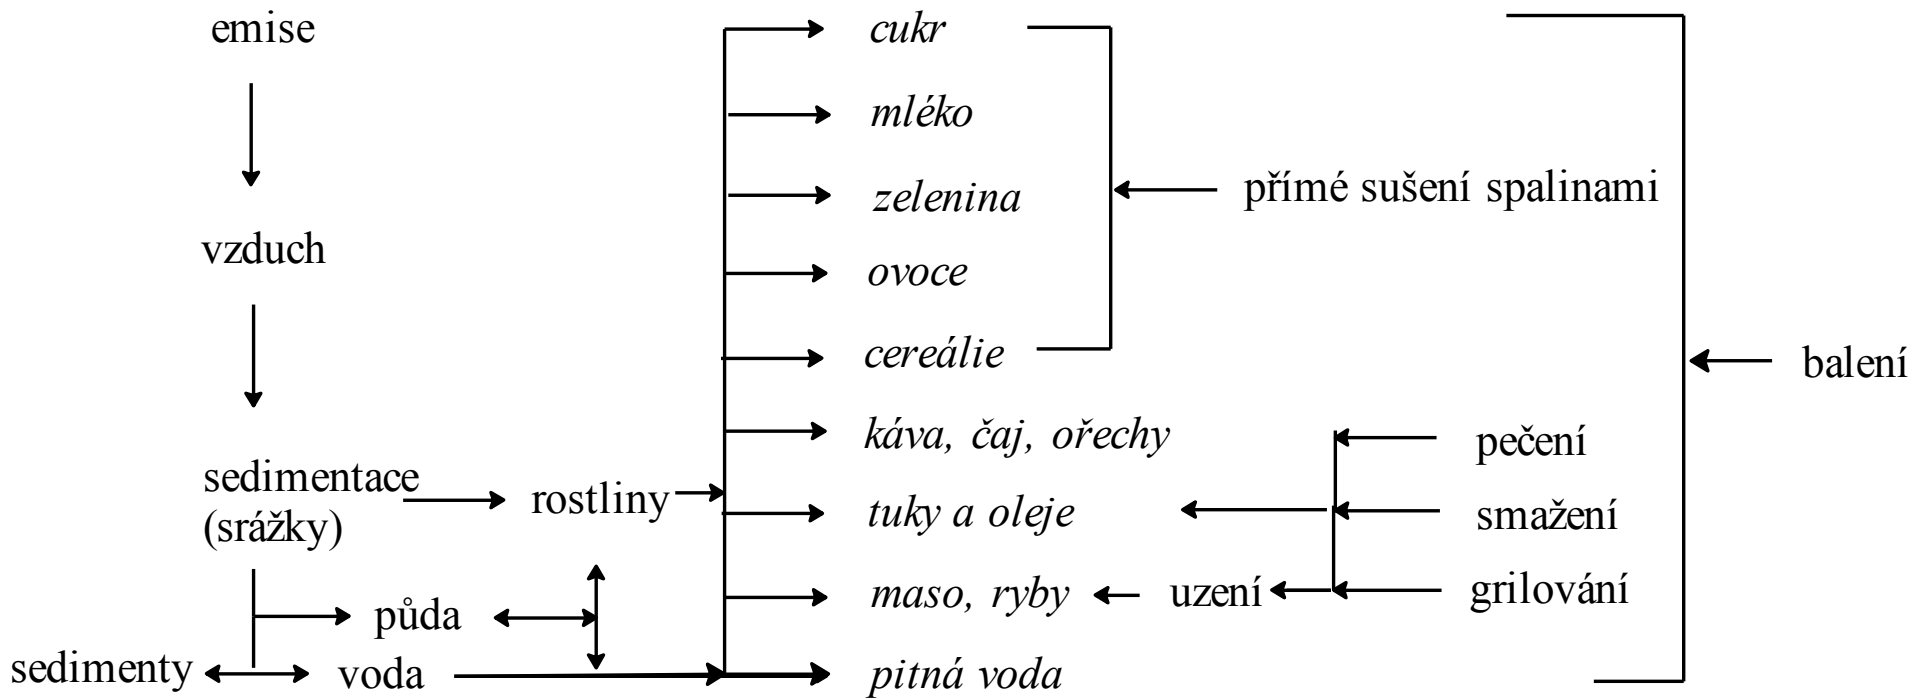 emise
vzduch
sedimentace
(srážky)
půda
sedimenty
voda
rostliny
cukr
mléko
zelenina
ovoce
cereálie
káva, čaj, ořechy
tuky a oleje
maso, ryby
pitná voda
přímé sušení spalinami
uzení
pečení
smažení
grilování
balení